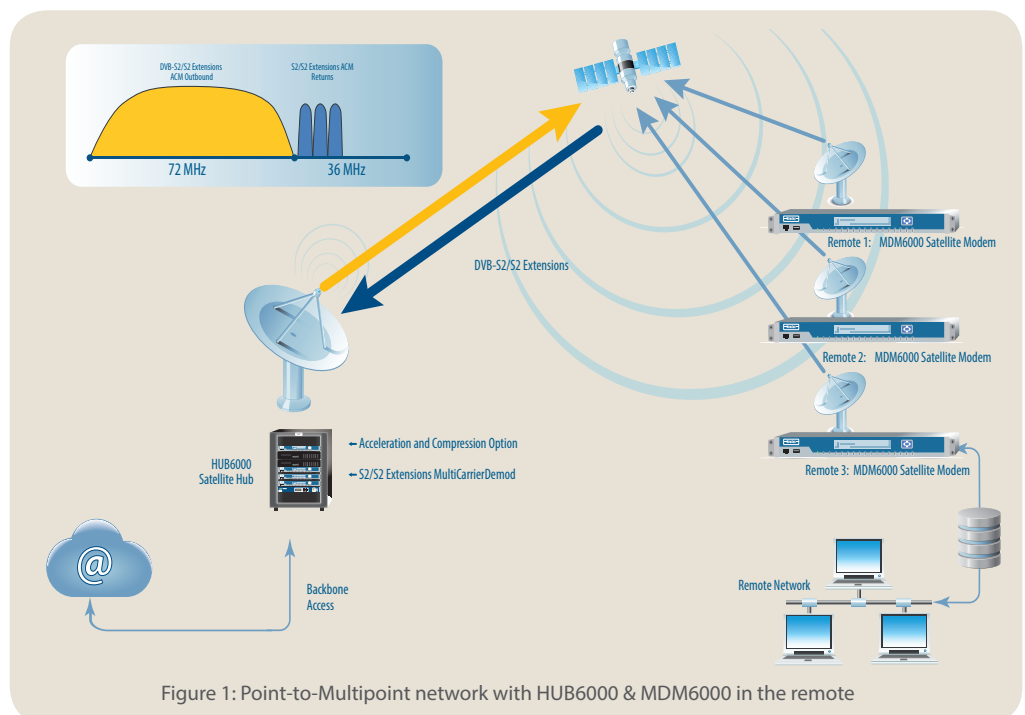 DVB-S2/S2 Extensions
ACM Outbound
S2/S2 Extensions ACM
Returns
72 MHz
36 MHz
DVB-S2/S2 Extensions
Remote 1: MDM6000 Satellite Modem
Remote 2: MDM6000 Satellite Modem
Remote 3: MDM6000 Satellite Modem
HUB6000
Satellite Hub
←Acceleration and Compression Option
←S2/S2 Extensions MultiCarrierDemod
@
Backbone
Access
Remote Network
Figure 1: Point-to-Multipoint network with HUB6000 & MDM6000 in the remote